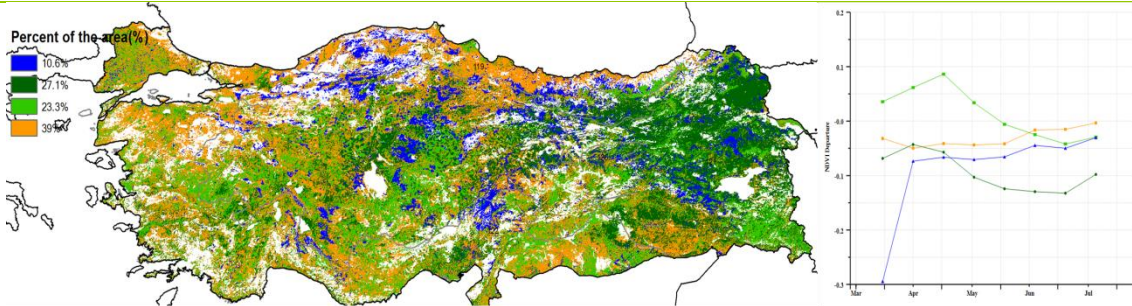 Percent of the area(%)
10.6%
27.1%
23.3%
39%
119.
0.2
0.1
-0.0
-0.1
-0.2
-0.3
NDVI Departure
Mar
Apr
May
Jun
Jul